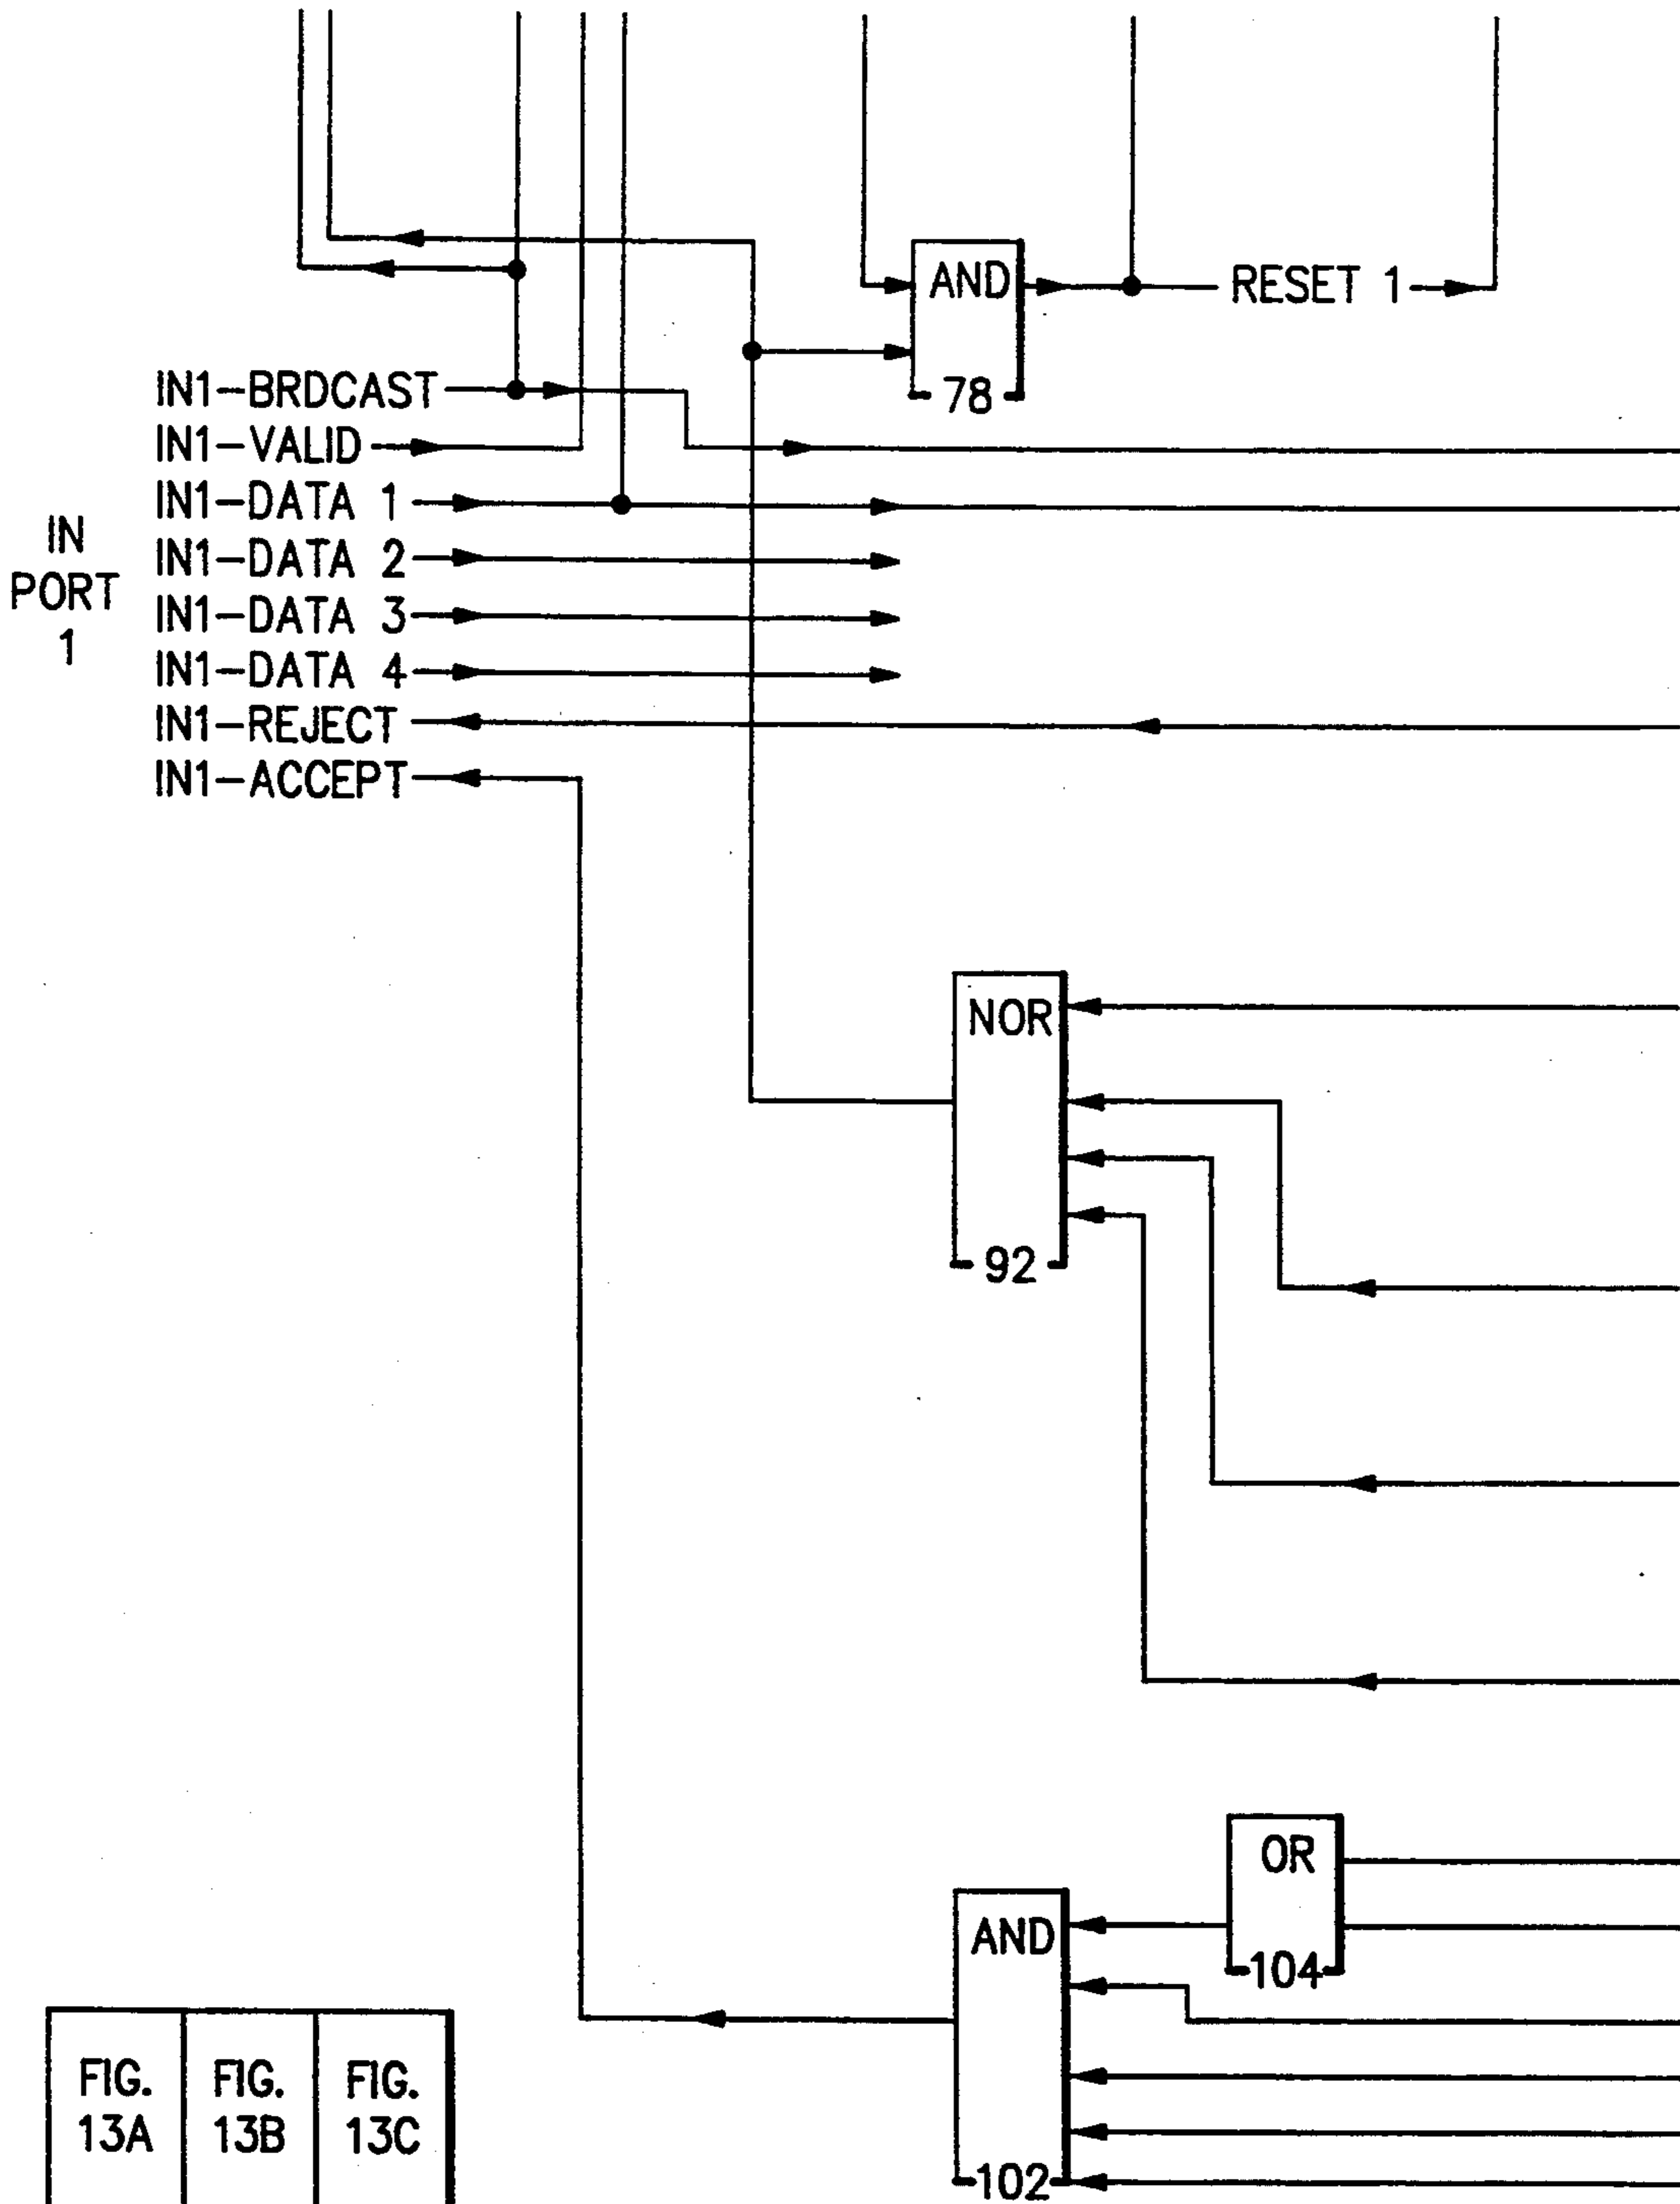 AND
78
RESET 1
IN1-BRDCAST
IN1-VALID
IN1-DATA 1
IN1-DATA 2
IN1-DATA 3
IN1-DATA 4
IN1-REJECT
IN1-ACCEPT
IN
PORT
1
NOR
92
OR
104
AND
102
FIG.
13A
FIG.
13B
FIG.
13C